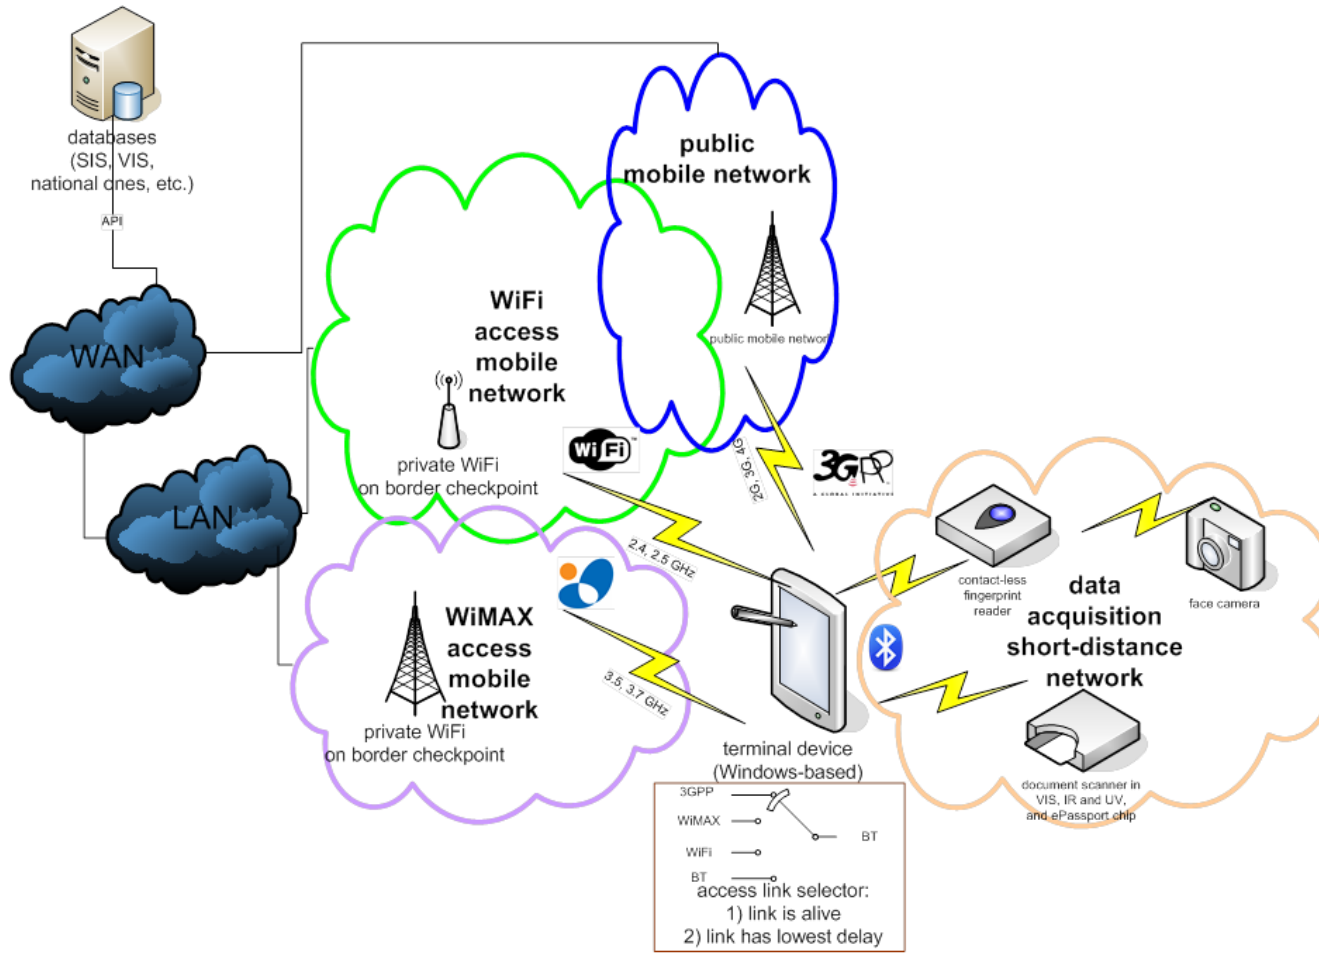 databases
(SIS, VIS,
national ones, etc.)
API
WAN
LAN
public
mobile network
public mobile network
WiFi
access
mobile
network
private WiFi
on border checkpoint
Wi Fi
™
2G, 3G, 4G
3GPP
A GLOBAL INITIATIVE
2.4, 2.5 GHz
WiMAX
access
mobile
network
private WiFi
on border checkpoint
3.5, 3.7 GHz
contact-less
fingerprint
reader
face camera
data
acquisition
short-distance
network
document scanner in
VIS, IR and UV,
and ePassport chip
terminal device
(Windows-based)
3GPP
WiMAX
BT
WiFi
BT
access link selector:
1) link is alive
2) link has lowest delay